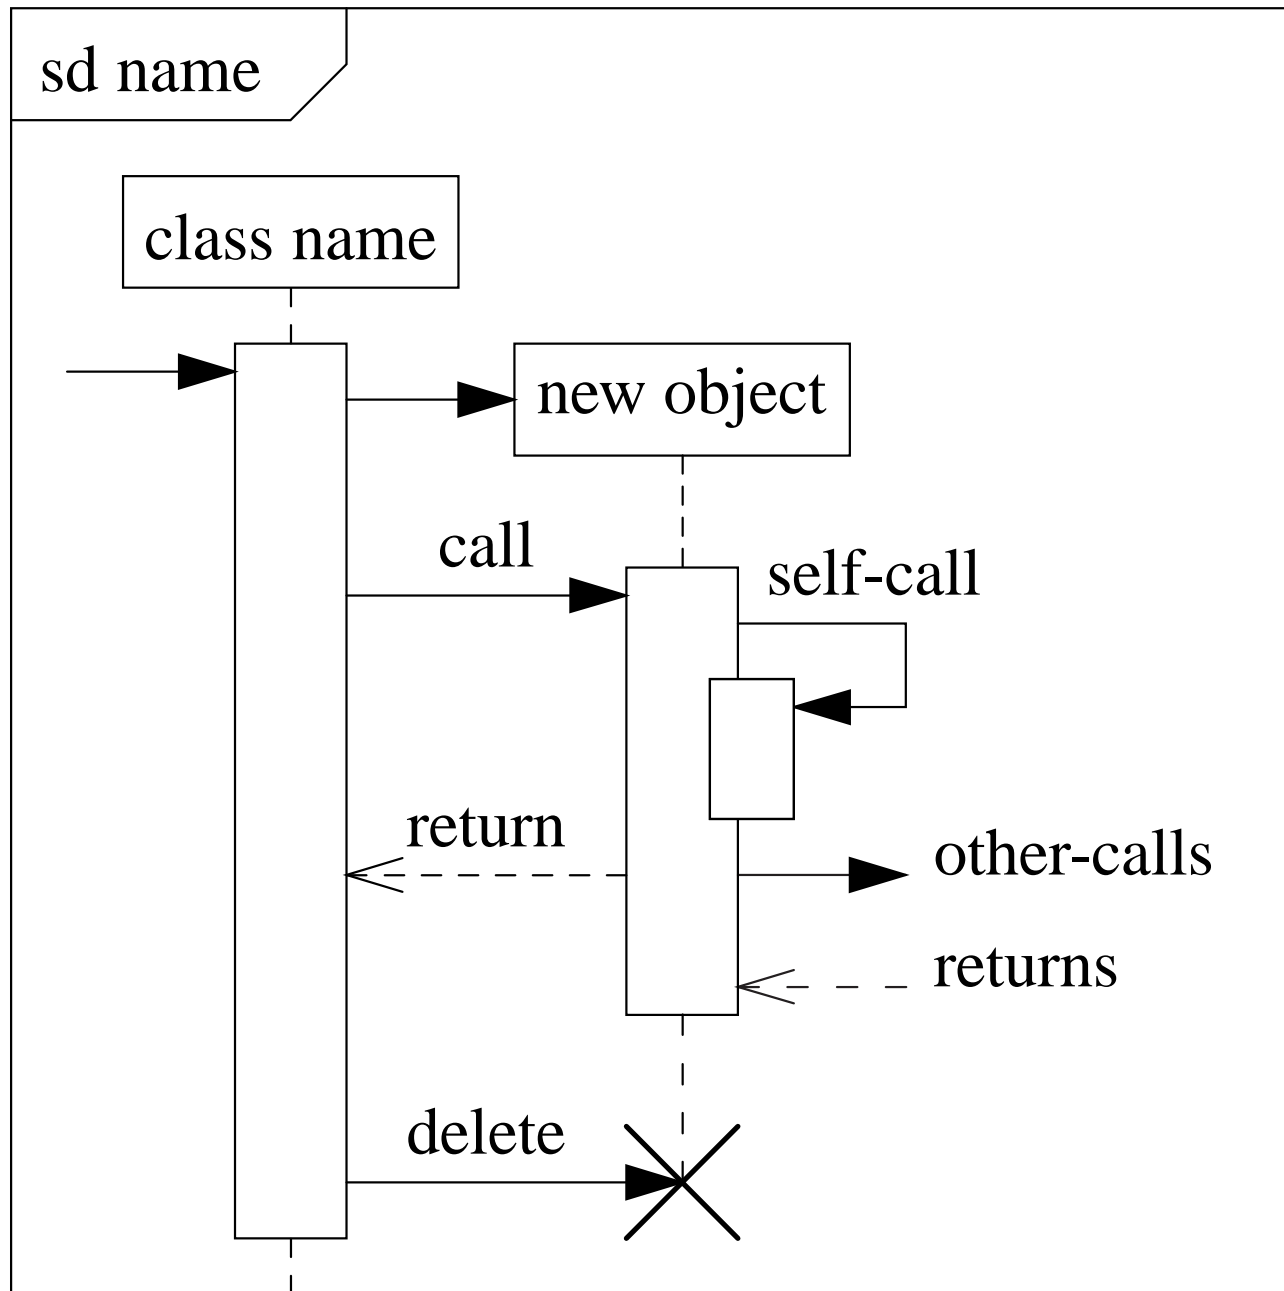 sd name
class name
new object
call
self-call
return
other-calls
returns
delete